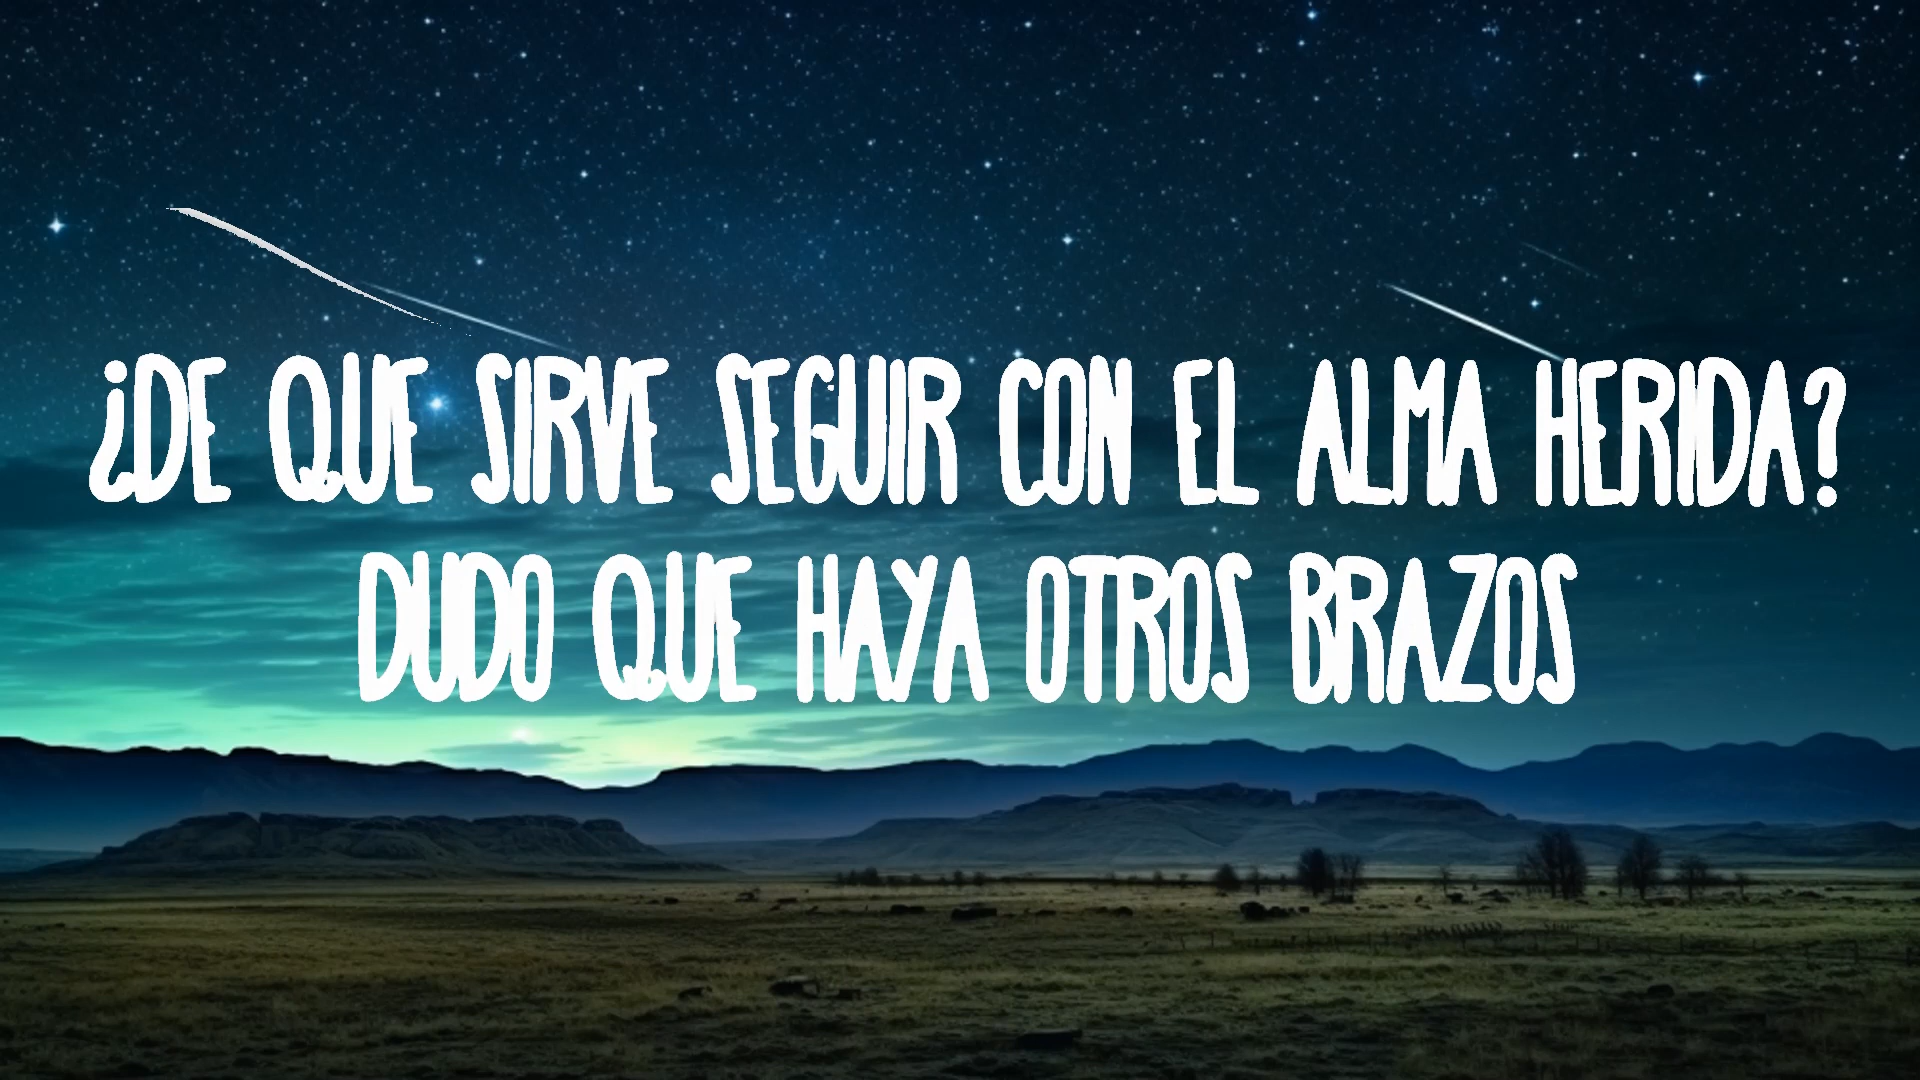 ¿DE QUE SIRVE SEGUIR CON EL ALMA HERIDA?
DUDO QUE HAYA OTROS BRAZOS